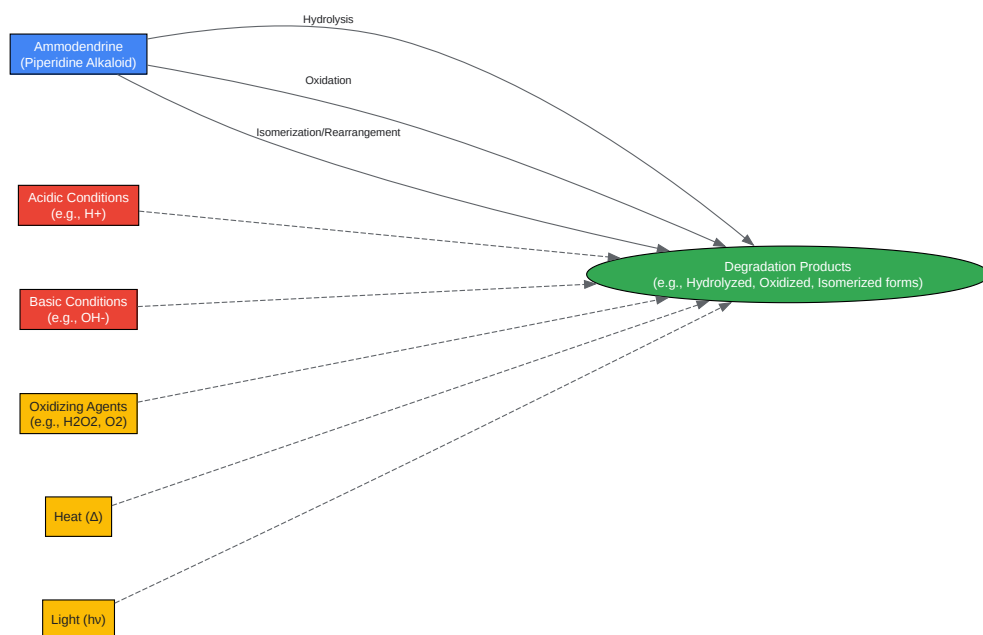 Hydrolysis
Ammodendrine
(Piperidine Alkaloid)
Oxidation
Isomerization/Rearrangement
Acidic Conditions
(e.g., H+)
Degradation Products
(e.g., Hydrolyzed, Oxidized, Isomerized forms)
Basic Conditions
(e.g., OH-)
Oxidizing Agents
(e.g., H2O2, O2)
Heat (Δ)
Light (hν)